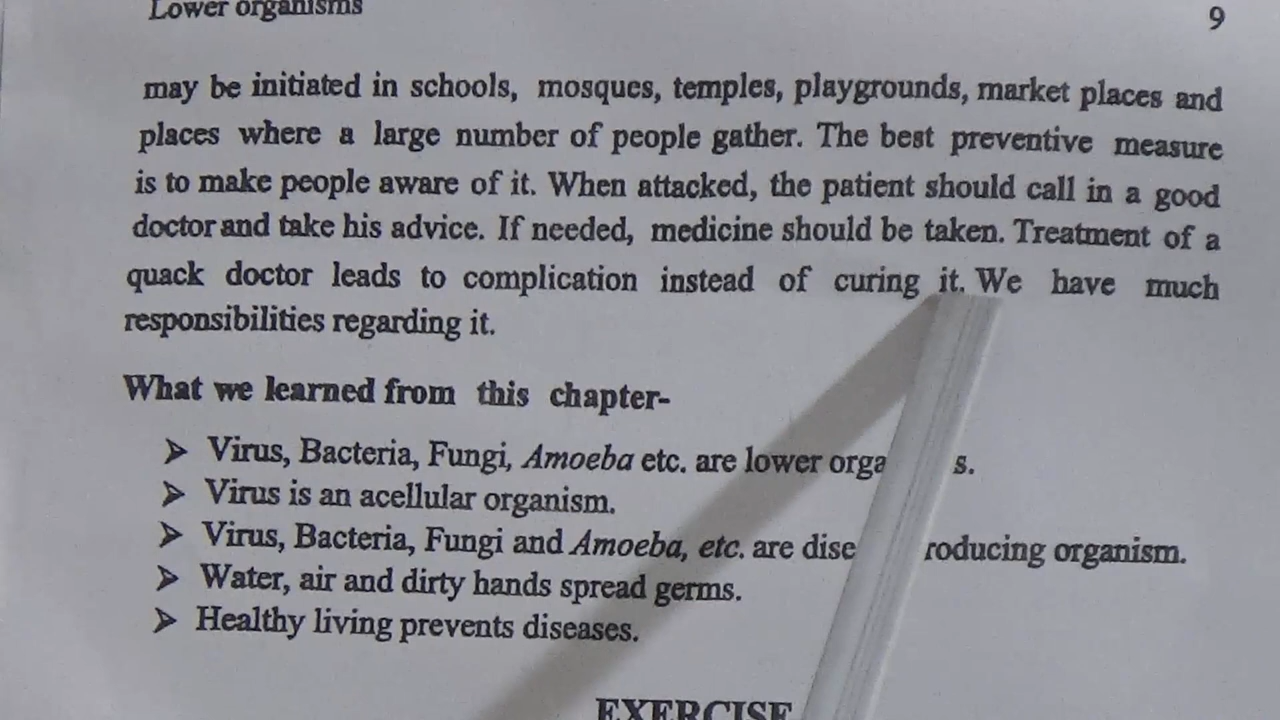 Lower organisms
9
may be initiated in schools, mosques, temples, playgrounds, market places and
places where a large number of people gather. The best preventive measure
is to make people aware of it. When attacked, the patient should call in a good
doctor and take his advice. If needed, medicine should be taken. Treatment of a
quack doctor leads to complication instead of curing it. We have much
responsibilities regarding it.
What we learned from this chapter-
➢ Virus, Bacteria, Fungi, Amoeba etc. are lower
➢ Virus is an acellular organism.
➢ Virus, Bacteria, Fungi and Amoeba, etc. are organism.
➢ Water, air and dirty hands spread germs.
➢ Healthy living prevents diseases.
EXERCISE